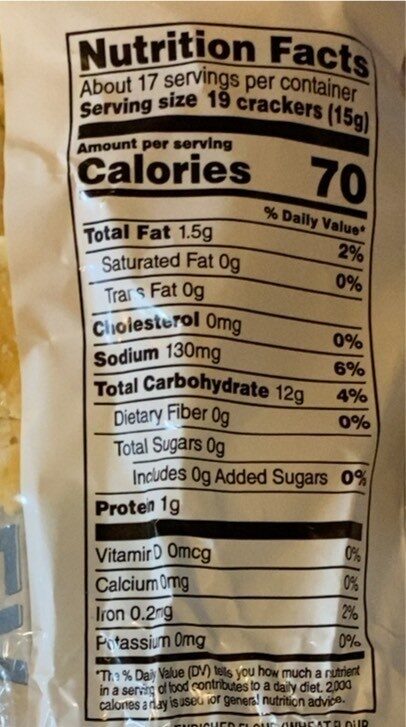 Nutrition Facts
About 17 servings per container
Serving size 19 crackers (15g)
Amount per serving
Calories 70
% Daily Value*
Total Fat 1.5g 2%
Saturated Fat 0g 0%
Trans Fat 0g
Cholesterol 0mg 0%
Sodium 130mg 6%
Total Carbohydrate 12g 4%
Dietary Fiber 0g 0%
Total Sugars 0g
Includes 0g Added Sugars 0%
Protein 1g
Vitamin D 0mcg 0%
Calcium 0mg 0%
Iron 0.2mg 2%
Potassium 0mg 0%
*The % Daily Value (DV) tells you how much a nutrient
in a serving of food contributes to a daily diet. 2,000
calories a day is used for general nutrition advice.
ENRICHED FLOUR (WHEAT FLOUR